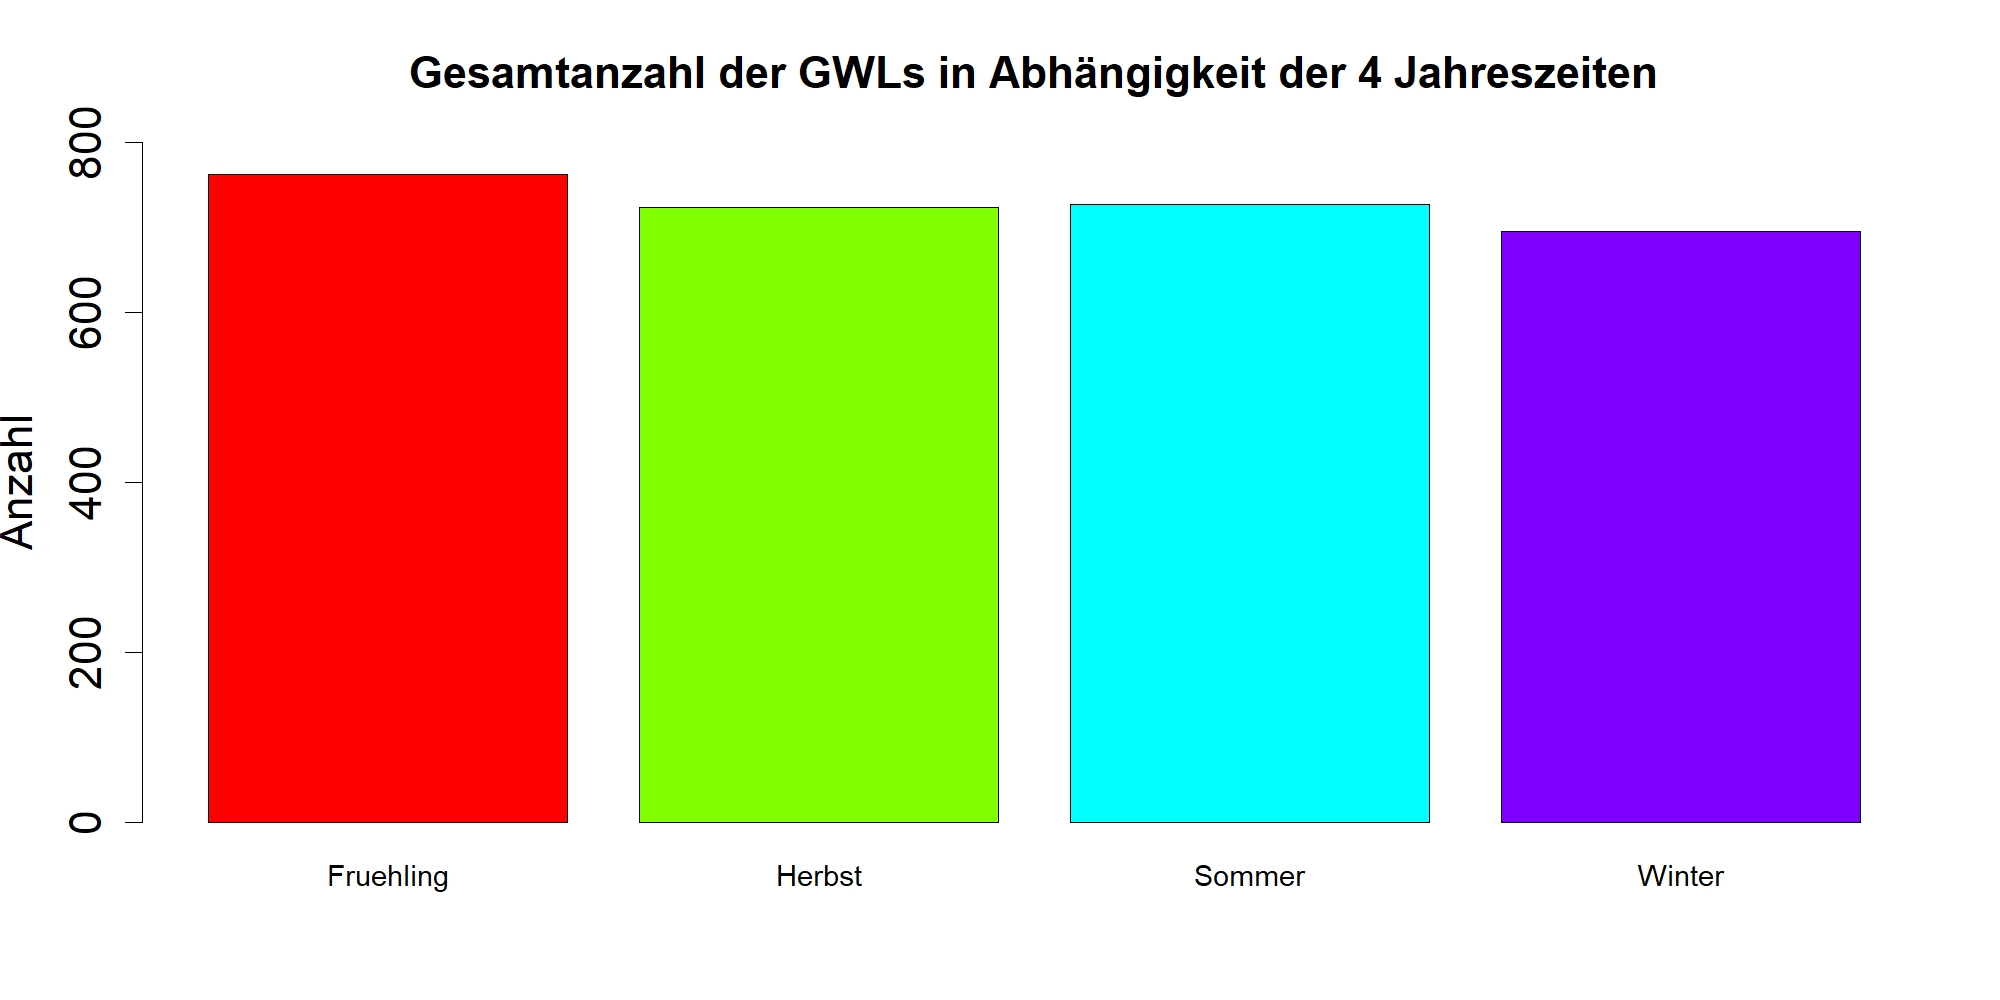 Gesamtanzahl der GWLs in Abhängigkeit der 4 Jahreszeiten
Anzahl
800
600
400
200
0
Fruehling Herbst Sommer Winter